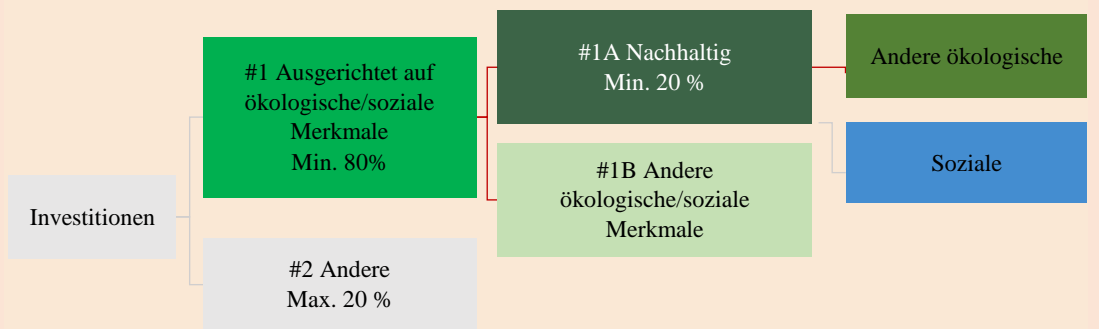 Investitionen
#1 Ausgerichtet auf
ökologische/soziale
Merkmale
Min. 80%
#2 Andere
Max. 20 %
#1A Nachhaltig
Min. 20 %
#1B Andere
ökologische/soziale
Merkmale
Andere ökologische
Soziale